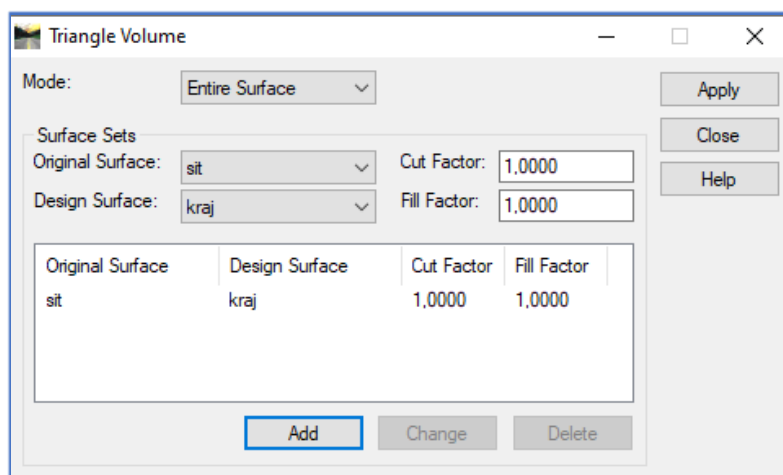 Triangle Volume
Mode: Entire Surface Apply
Surface Sets Close
Original Surface: sit Cut Factor: 1,0000
Help
Design Surface: kraj Fill Factor: 1,0000
Original Surface Design Surface Cut Factor Fill Factor
sit kraj 1,0000 1,0000
Add Change Delete